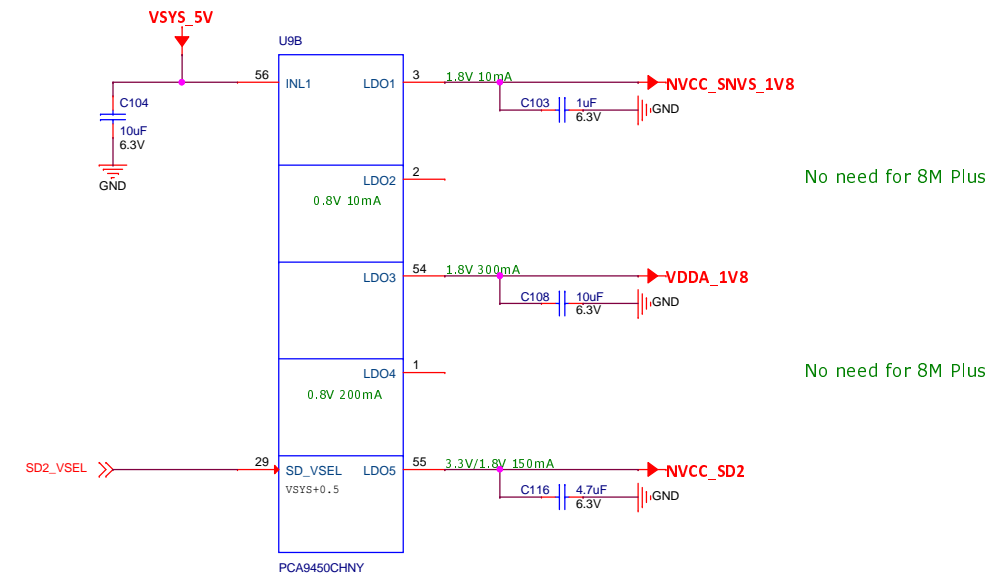 VSYS_5V
U9B
56
INL1
LDO1
3
1.8V 10mA
NVCC_SNVS_1V8
C104
10uF
6.3V
GND
C103
1uF
6.3V
GND
LDO2
2
0.8V 10mA
No need for 8M Plus
LDO3
54
1.8V 300mA
VDDA_1V8
C108
10uF
6.3V
GND
LDO4
1
0.8V 200mA
No need for 8M Plus
SD2_VSEL
29
SD_VSEL
VSYS+0.5
LDO5
55
3.3V/1.8V 150mA
NVCC_SD2
C116
4.7uF
6.3V
GND
PCA9450CHNY